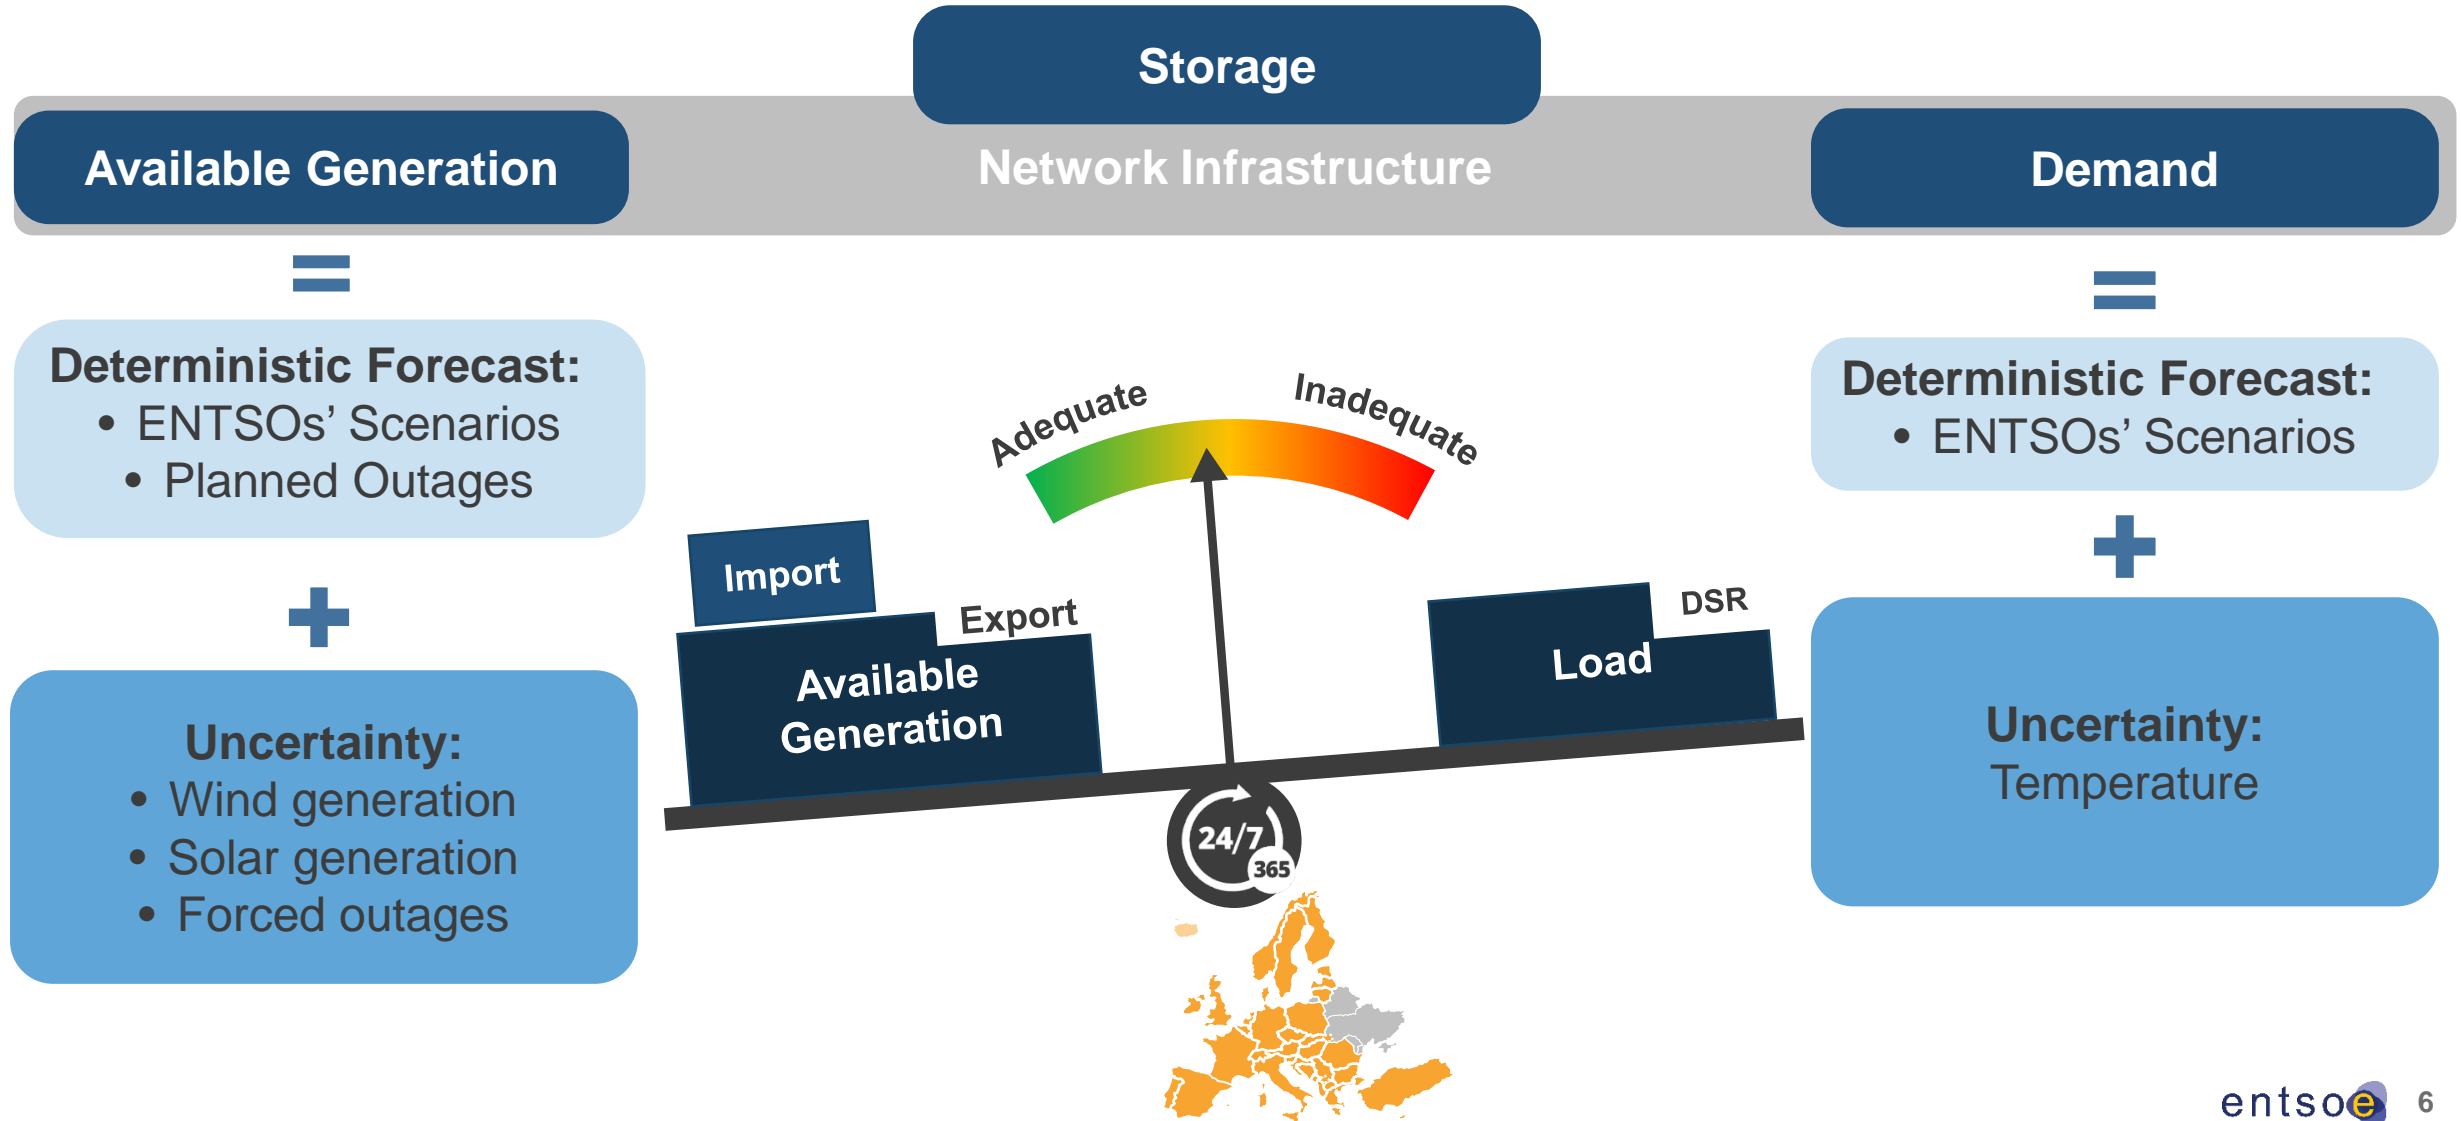 Storage
Available Generation
Network Infrastructure
Demand
Deterministic Forecast:
• ENTSOs’ Scenarios
• Planned Outages
Uncertainty:
• Wind generation
• Solar generation
• Forced outages
Adequate
Inadequate
Import
Export
Available
Generation
Load
DSR
24/7
365
Deterministic Forecast:
• ENTSOs’ Scenarios
Uncertainty:
Temperature
entsoe
6